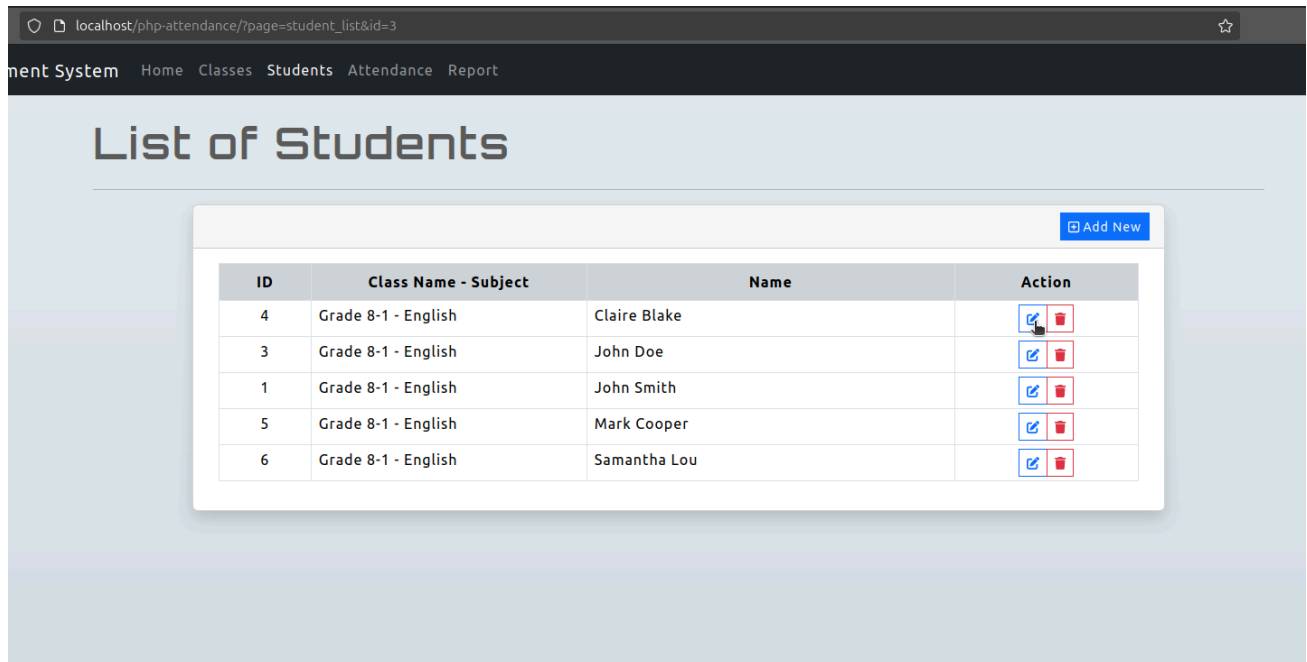 localhost/php-attendance/?page=student_list&id=3
ment System Home Classes Students Attendance Report
List of Students
Add New
ID Class Name - Subject Name Action
4 Grade 8-1 - English Claire Blake
3 Grade 8-1 - English John Doe
1 Grade 8-1 - English John Smith
5 Grade 8-1 - English Mark Cooper
6 Grade 8-1 - English Samantha Lou